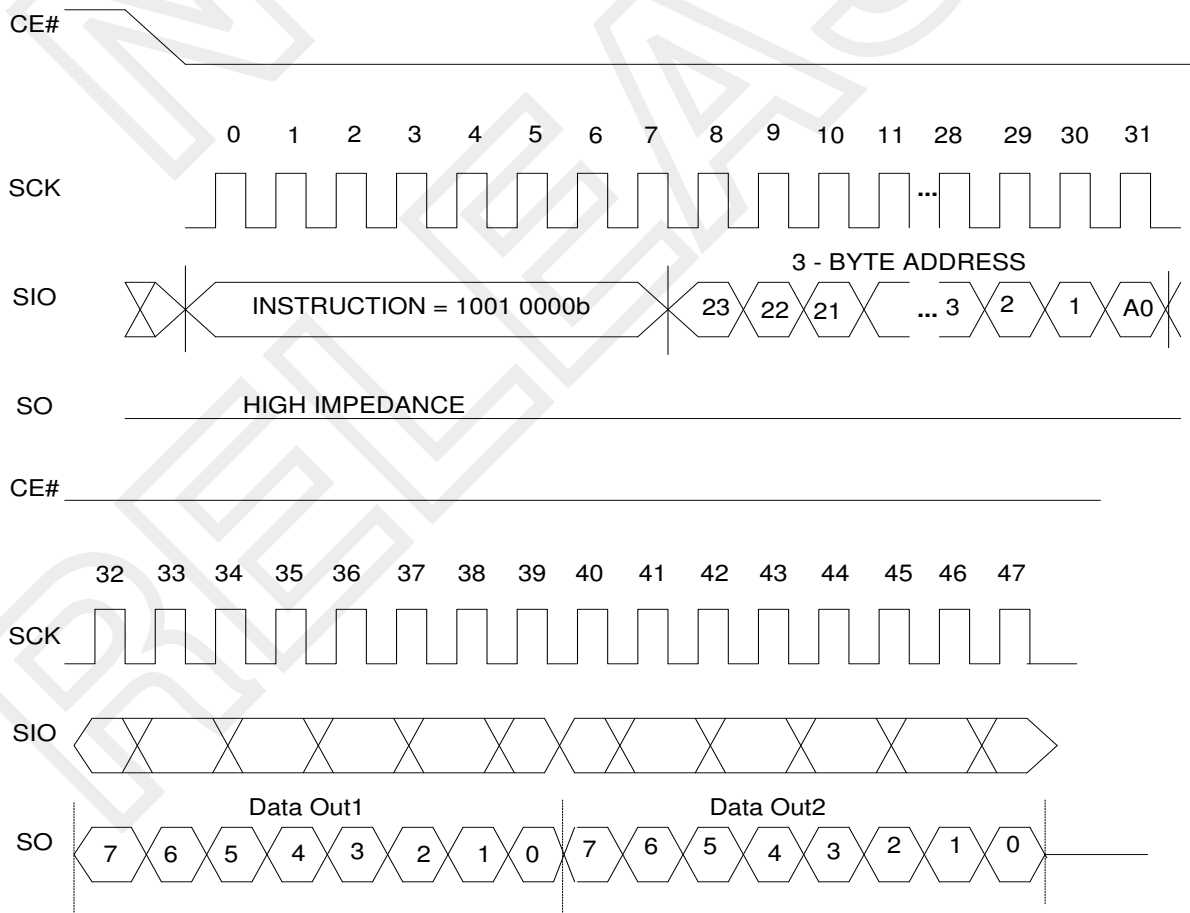 CE#
0 1 2 3 4 5 6 7 8 9 10 11 28 29 30 31
SCK ...
3 - BYTE ADDRESS
SIO INSTRUCTION = 1001 0000b 23 22 21 ... 3 2 1 A0
SO HIGH IMPEDANCE
CE#
32 33 34 35 36 37 38 39 40 41 42 43 44 45 46 47
SCK
SIO
Data Out1 Data Out2
SO 7 6 5 4 3 2 1 0 7 6 5 4 3 2 1 0